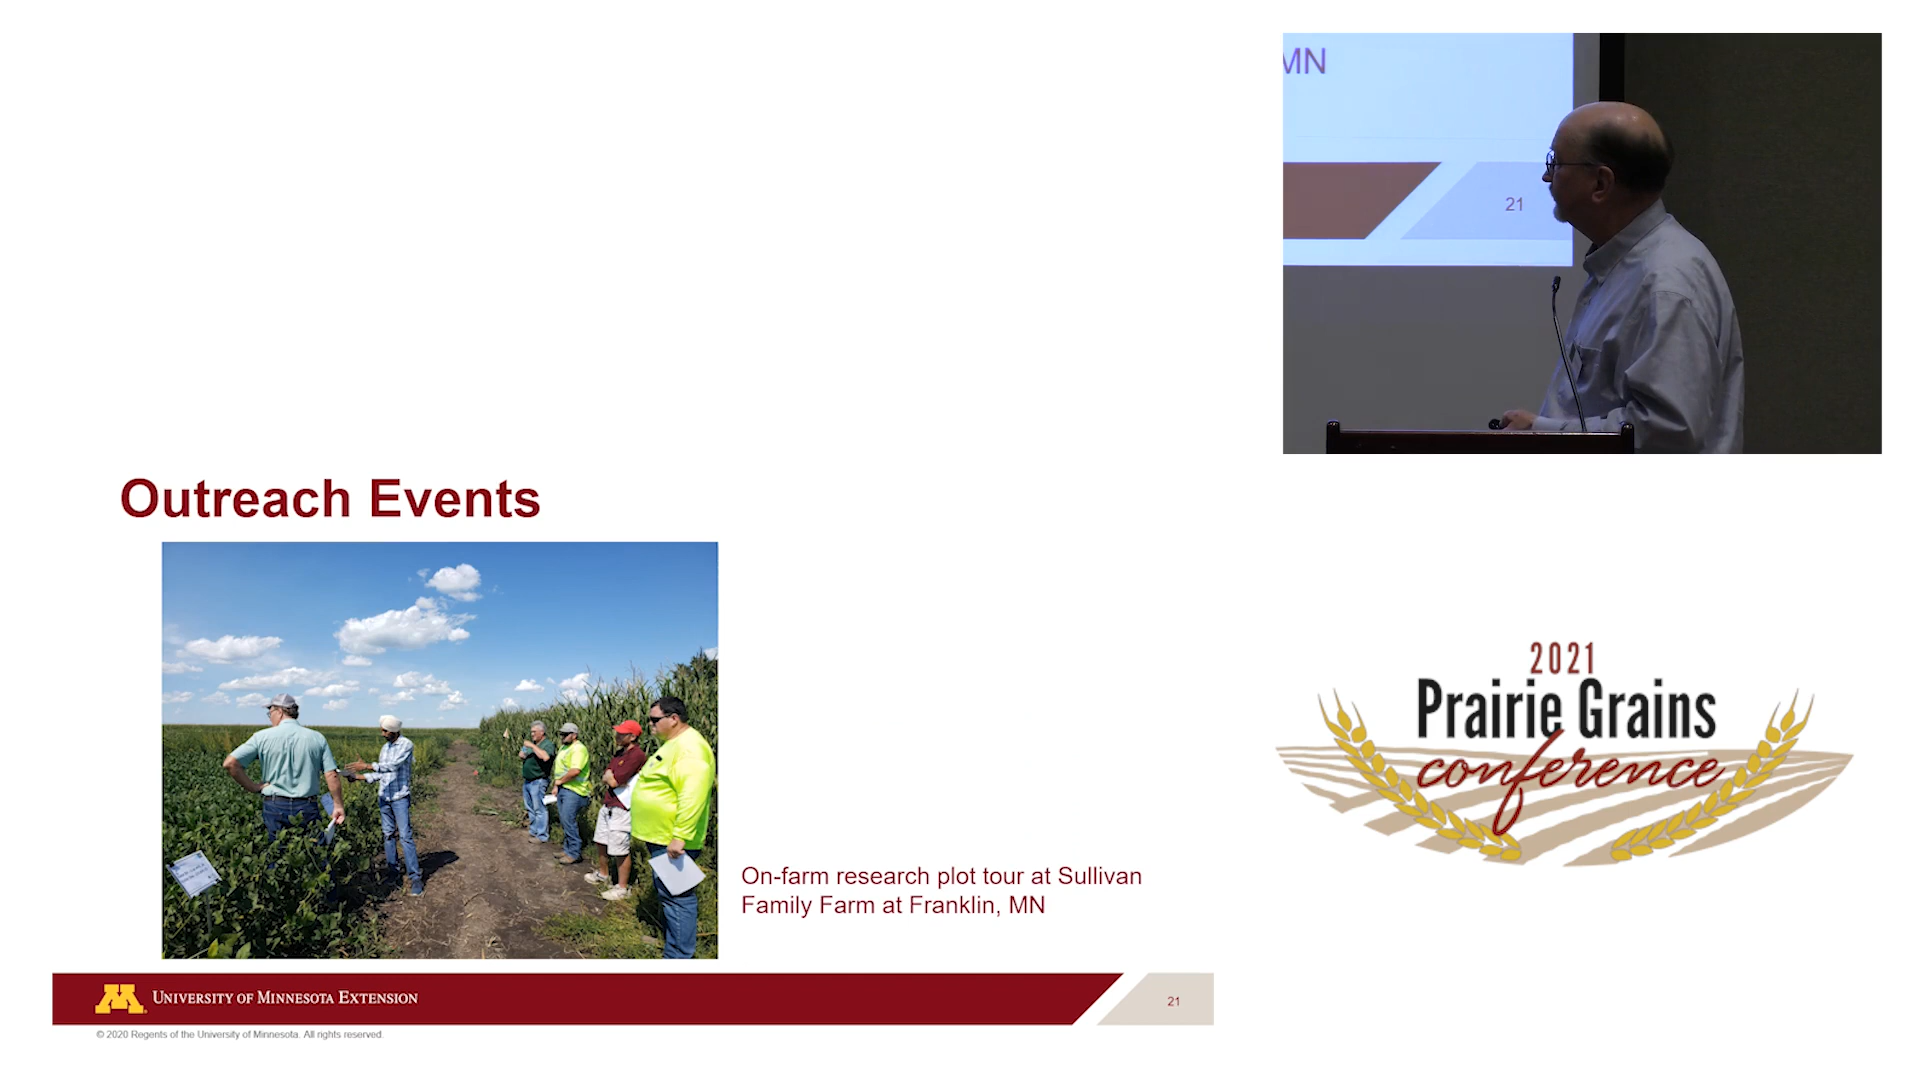 MN
21
Outreach Events
On-farm research plot tour at Sullivan
Family Farm at Franklin, MN
UNIVERSITY OF MINNESOTA EXTENSION
21
© 2020 Regents of the University of Minnesota. All rights reserved.
2021
Prairie Grains
conference